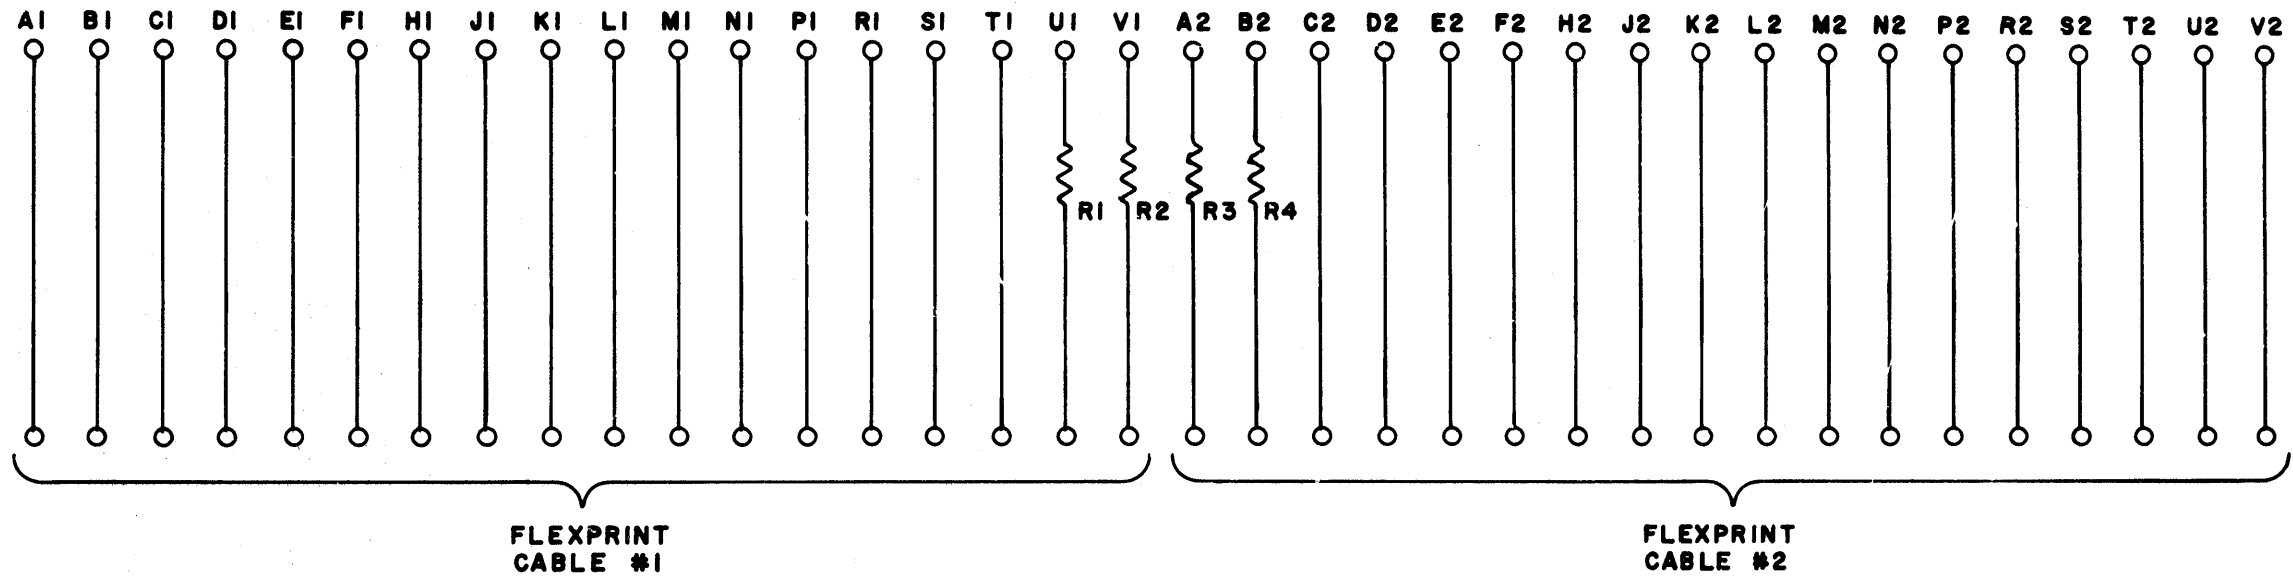 A1 B1 C1 D1 E1 F1 H1 J1 K1 L1 M1 N1 P1 R1 S1 T1 U1 V1 A2 B2 C2 D2 E2 F2 H2 J2 K2 L2 M2 N2 P2 R2 S2 T2 U2 V2
R1 R2 R3 R4
FLEXPRINT
CABLE #1
FLEXPRINT
CABLE #2